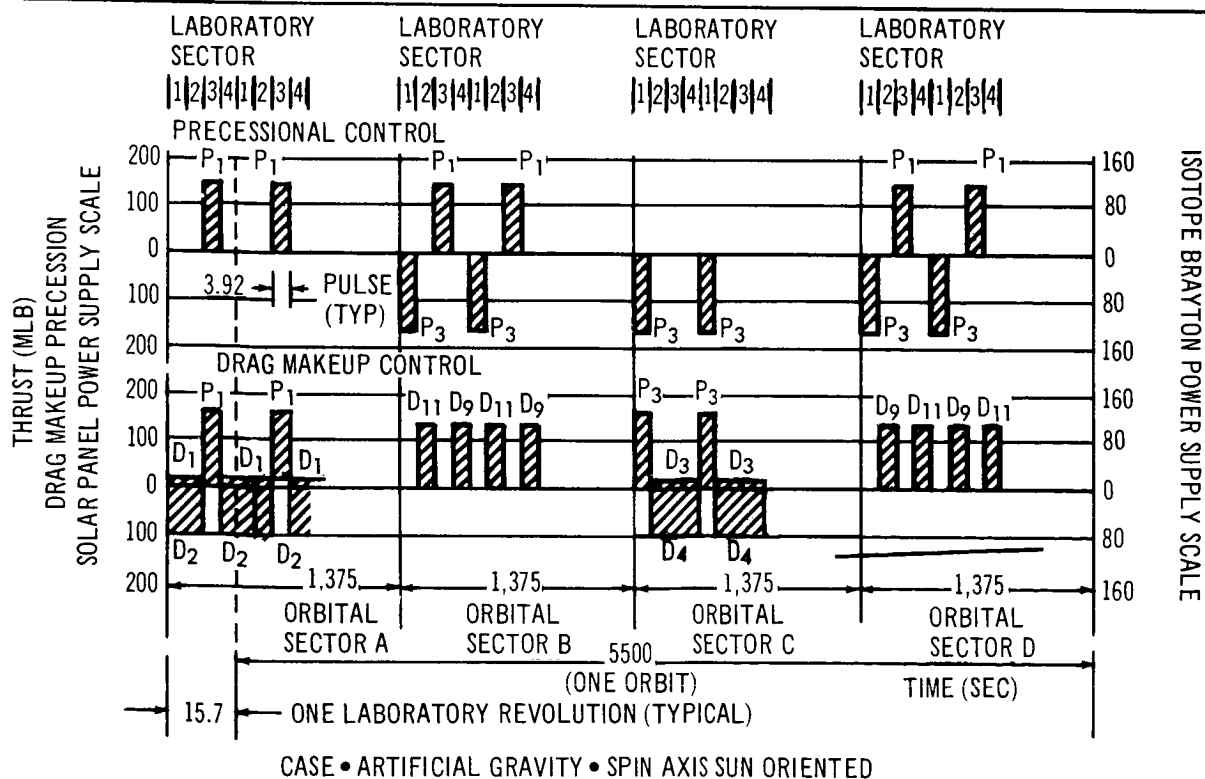 LABORATORY SECTOR LABORATORY SECTOR LABORATORY SECTOR LABORATORY SECTOR
|1|2|3|4|1|2|3|4| |1|2|3|4|1|2|3|4| |1|2|3|4|1|2|3|4| |1|2|3|4|1|2|3|4|
PRECESSIONAL CONTROL
200 P1 P1 P1 P1 P1 P1 160
100 80
0 0
3.92 PULSE (TYP)
100 80
P3 P3 P3 P3 P3 P3
200 160
DRAG MAKEUP CONTROL
200 P1 P1 P3 P3 160
D11 D9 D11 D9 D9 D11 D9 D11
100 80
D1 D1 D1 D3 D3
0 0
100 80
D2 D2 D2 D4 D4
200 1,375 1,375 1,375 1,375 160
ORBITAL SECTOR A ORBITAL SECTOR B ORBITAL SECTOR C ORBITAL SECTOR D
5500
(ONE ORBIT) TIME (SEC)
15.7 ONE LABORATORY REVOLUTION (TYPICAL)
CASE • ARTIFICIAL GRAVITY • SPIN AXIS SUN ORIENTED
THRUST (MLB)
DRAG MAKEUP PRECESSION
SOLAR PANEL POWER SUPPLY SCALE
ISOTOPE BRAYTON POWER SUPPLY SCALE